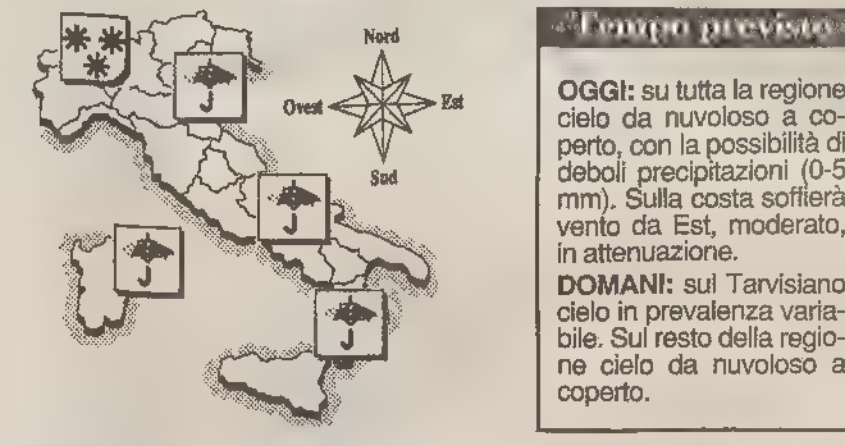 Nord
Ovest
Est
Sud
Tempo previsto
OGGI: su tutta la regione
cielo da nuvoloso a co-
perto, con la possibilità di
deboli precipitazioni (0-5
mm). Sulla costa soffierà
vento da Est, moderato,
in attenuazione.
DOMANI: sul Tarvisiano
cielo in prevalenza varia-
bile. Sul resto della regio-
ne cielo da nuvoloso a
coperto.